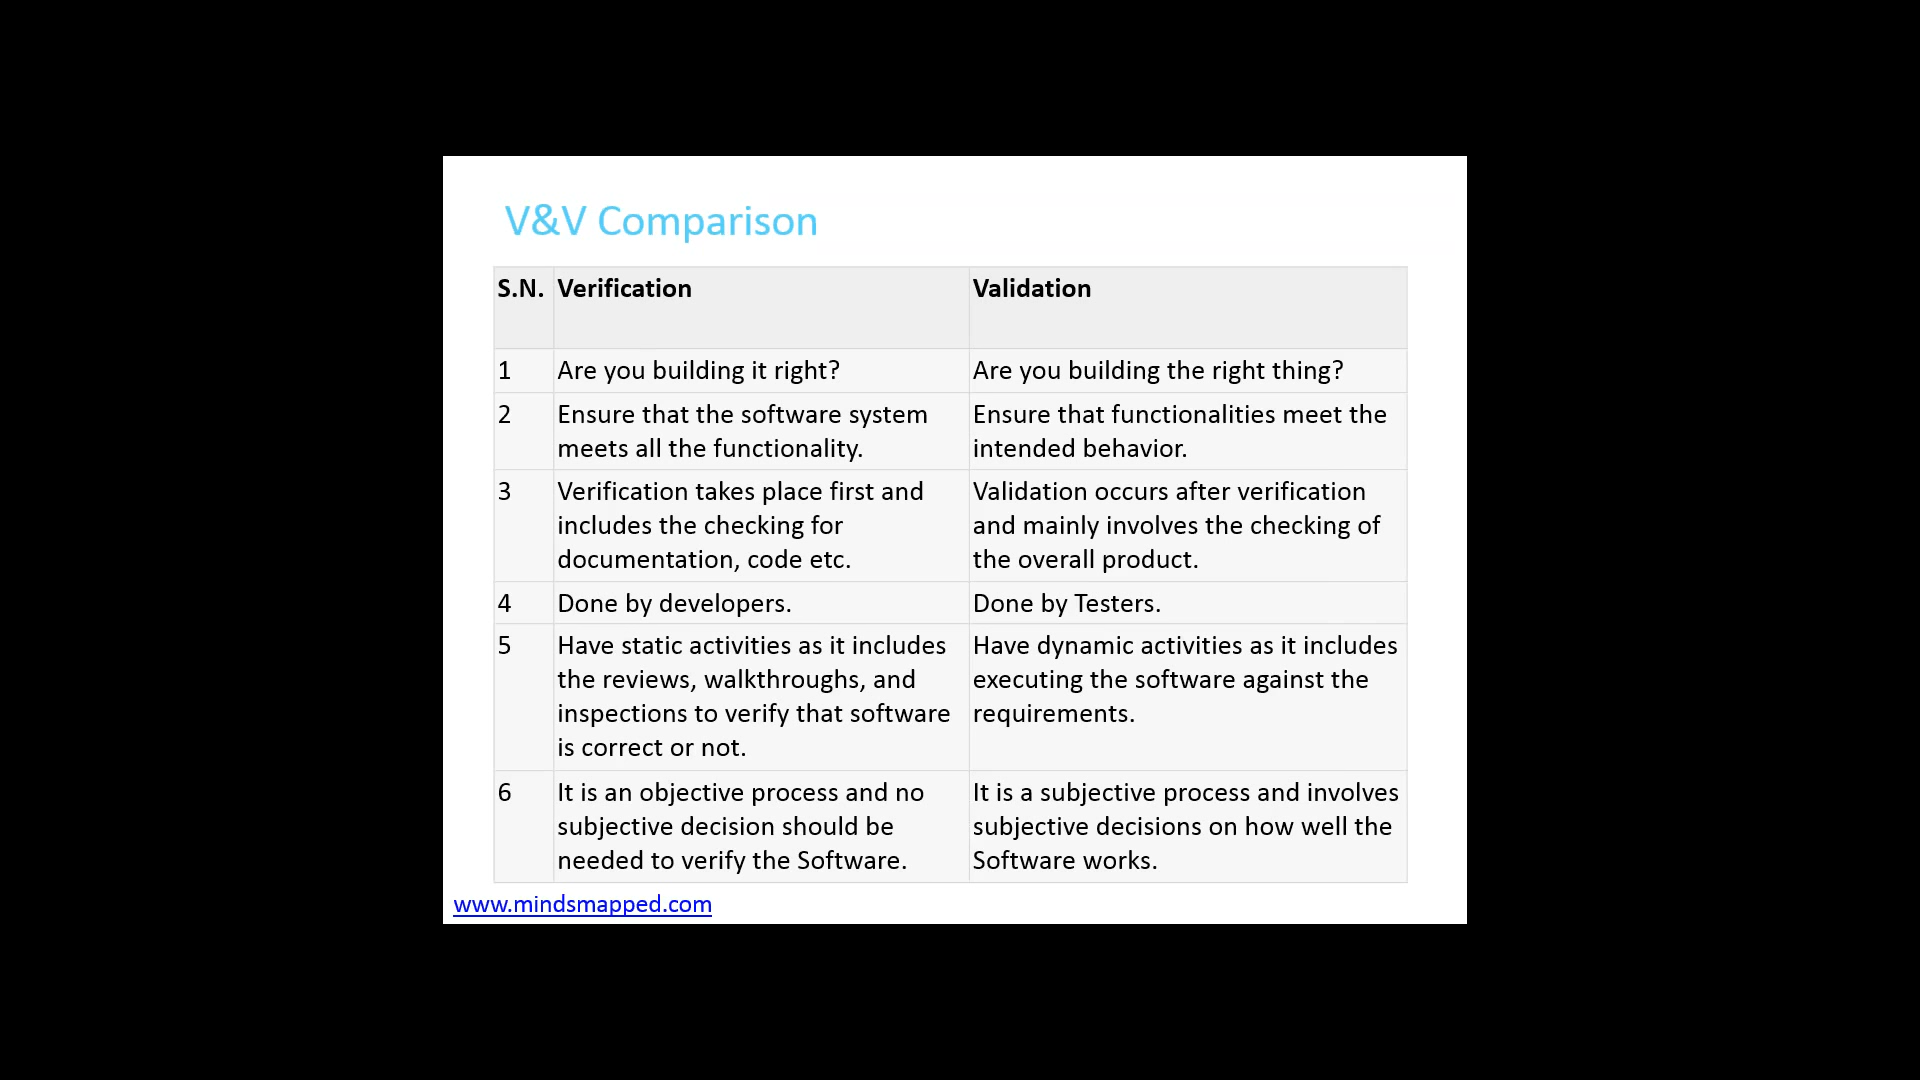 V&V Comparison
S.N. Verification Validation
1 Are you building it right? Are you building the right thing?
2 Ensure that the software system meets all the functionality. Ensure that functionalities meet the intended behavior.
3 Verification takes place first and includes the checking for documentation, code etc. Validation occurs after verification and mainly involves the checking of the overall product.
4 Done by developers. Done by Testers.
5 Have static activities as it includes the reviews, walkthroughs, and inspections to verify that software is correct or not. Have dynamic activities as it includes executing the software against the requirements.
6 It is an objective process and no subjective decision should be needed to verify the Software. It is a subjective process and involves subjective decisions on how well the Software works.
www.mindsmapped.com